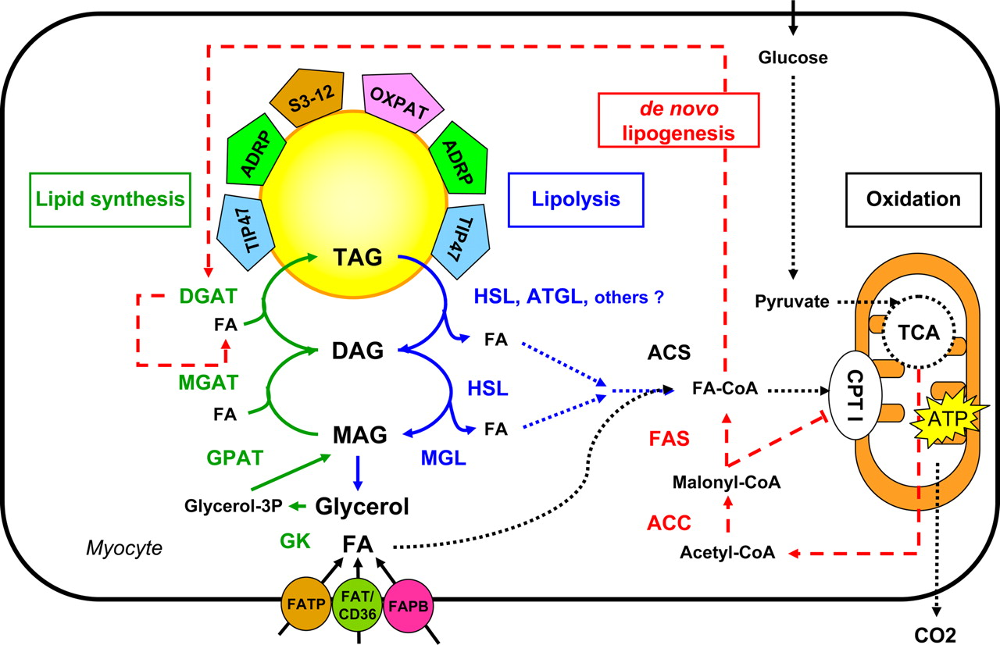 Glucose
de novo
lipogenesis
S3-12
OXPAT
ADRP
ADRP
Lipid synthesis
Lipolysis
Oxidation
TIP47
TIP47
TAG
DGAT
HSL, ATGL, others ?
Pyruvate
TCA
FA
FA
DAG
ACS
MGAT
HSL
FA-CoA
CPT I
FA
FA
ATP
MAG
FAS
GPAT
MGL
Malonyl-CoA
Glycerol-3P
Glycerol
ACC
Myocyte
GK
FA
Acetyl-CoA
FATP
FAT/
CD36
FAPB
CO2